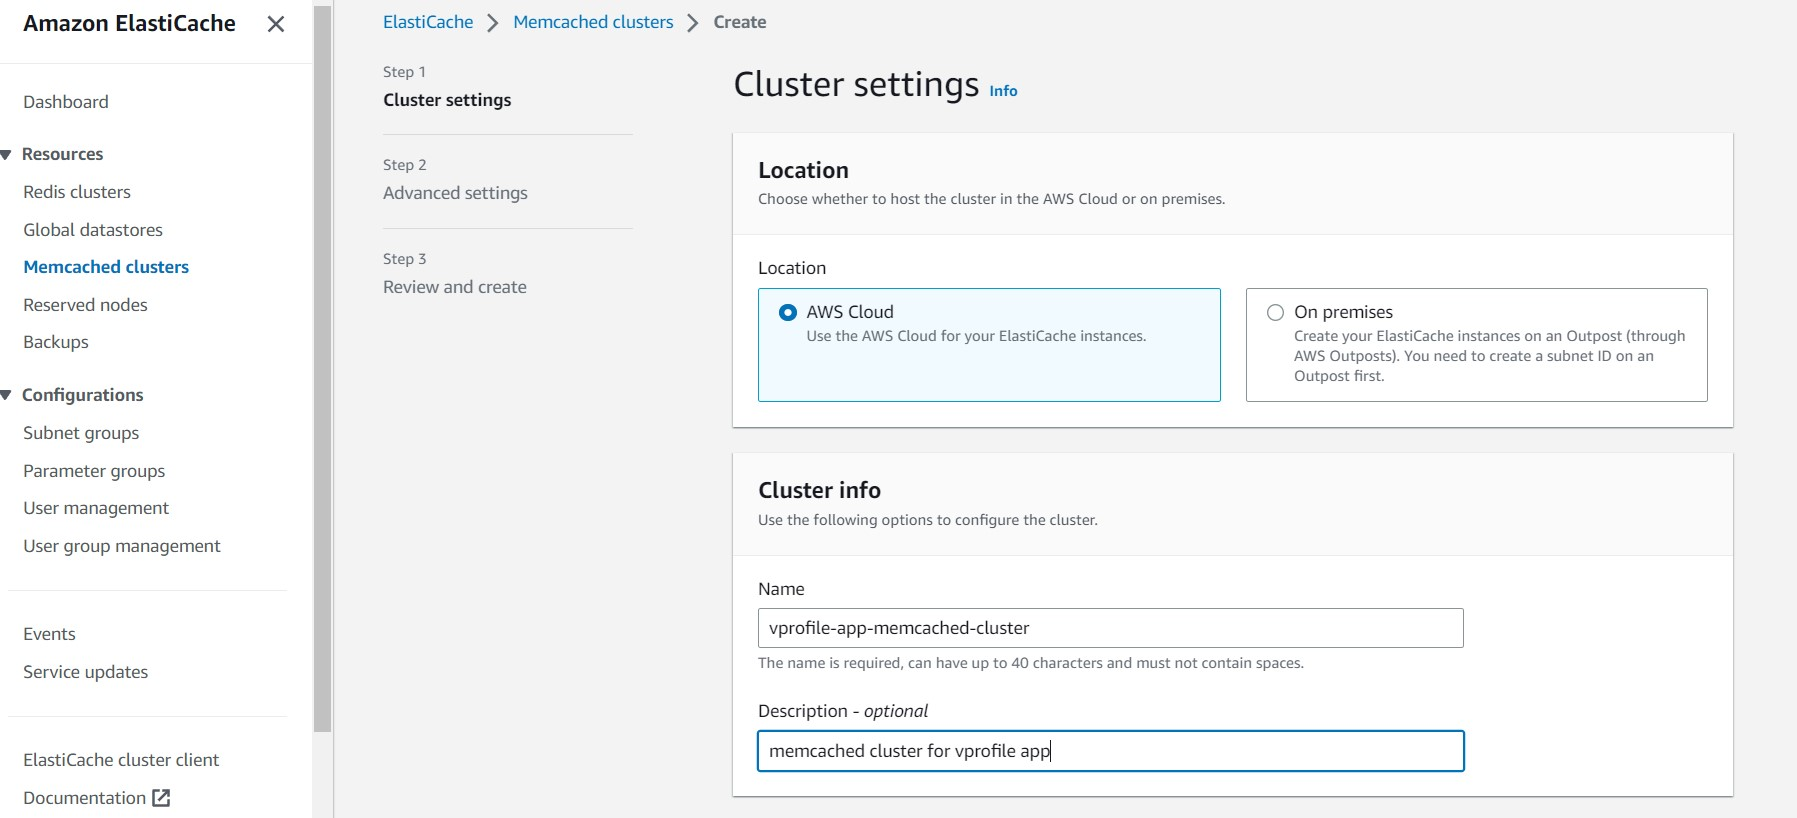 Amazon ElastiCache
Dashboard
Resources
Redis clusters
Global datastores
Memcached clusters
Reserved nodes
Backups
Configurations
Subnet groups
Parameter groups
User management
User group management
Events
Service updates
ElastiCache cluster client
Documentation
ElastiCache > Memcached clusters > Create
Step 1
Cluster settings
Step 2
Advanced settings
Step 3
Review and create
Cluster settings Info
Location
Choose whether to host the cluster in the AWS Cloud or on premises.
Location
AWS Cloud
Use the AWS Cloud for your ElastiCache instances.
On premises
Create your ElastiCache instances on an Outpost (through
AWS Outposts). You need to create a subnet ID on an
Outpost first.
Cluster info
Use the following options to configure the cluster.
Name
vprofile-app-memcached-cluster
The name is required, can have up to 40 characters and must not contain spaces.
Description - optional
memcached cluster for vprofile app